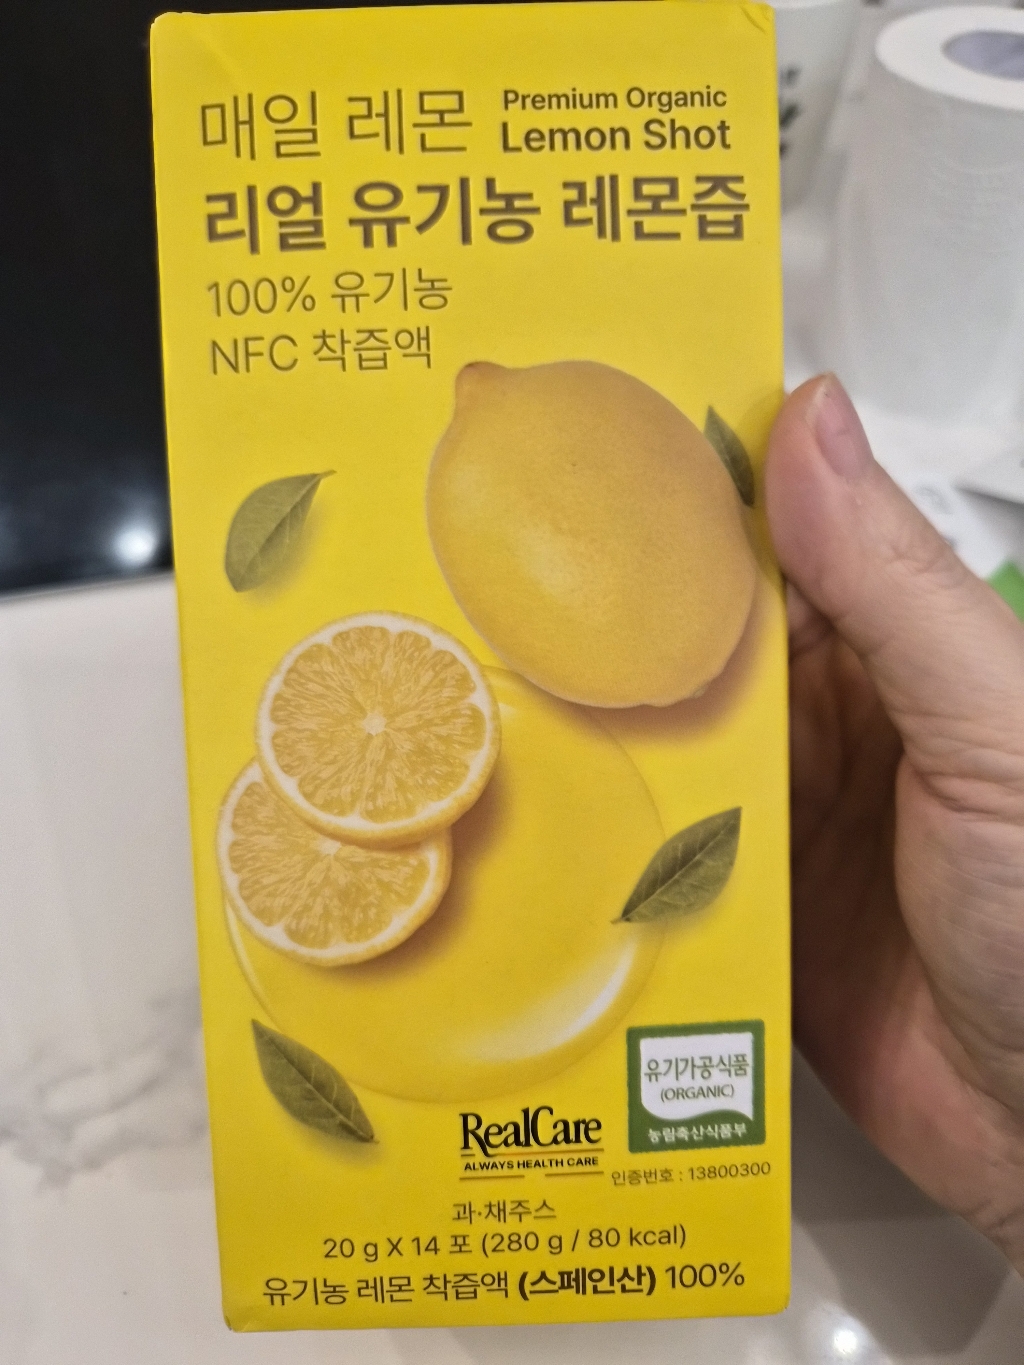 매일 레몬
Premium Organic
Lemon Shot
리얼 유기농 레몬즙
100% 유기농
NFC 착즙액
유기가공식품
(ORGANIC)
농림축산식품부
RealCare
ALWAYS HEALTH CARE
인증번호 : 13800300
과·채주스
20 g X 14 포 (280 g / 80 kcal)
유기농 레몬 착즙액 (스페인산) 100%